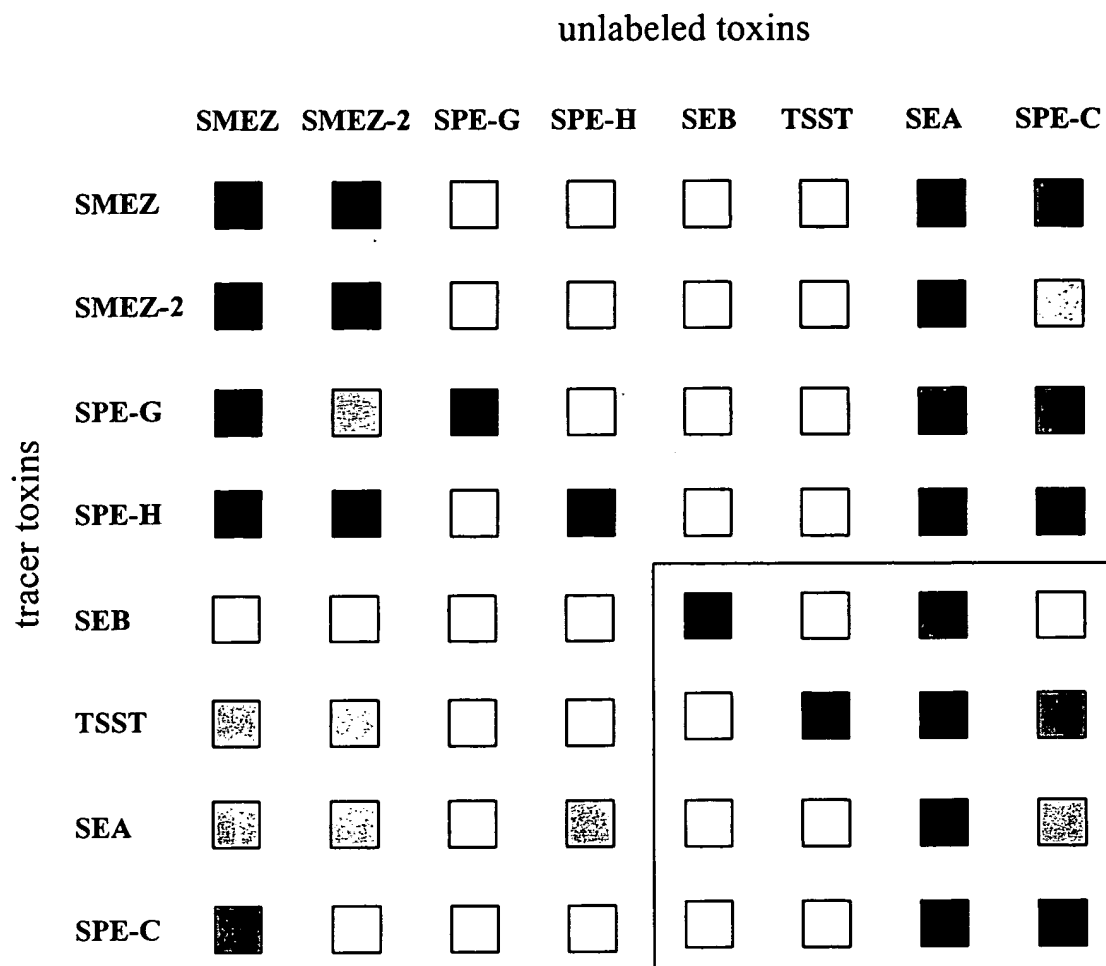 unlabeled toxins
SMEZ SMEZ-2 SPE-G SPE-H SEB TSST SEA SPE-C
tracer toxins
SMEZ
SMEZ-2
SPE-G
SPE-H
SEB
TSST
SEA
SPE-C